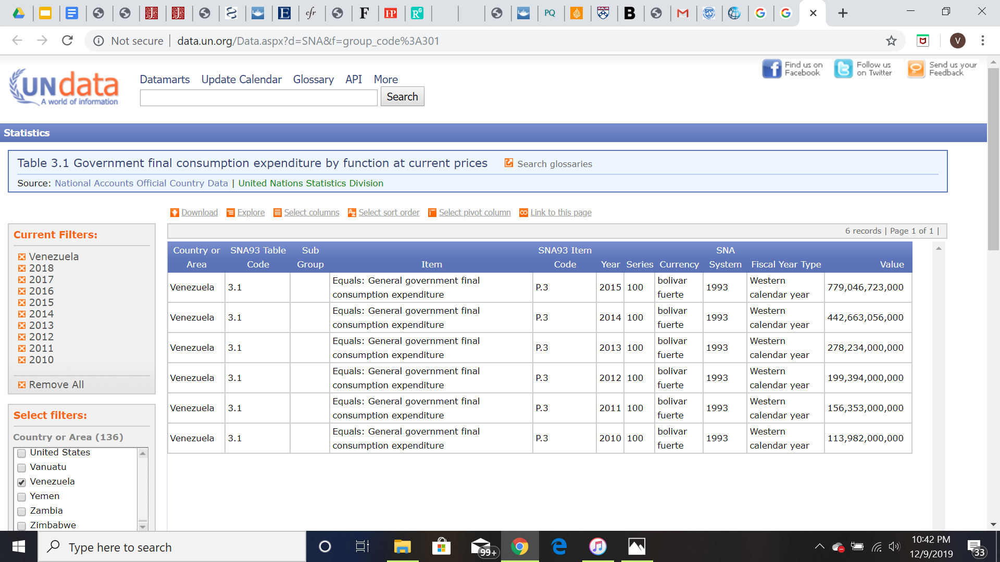 cfr F FP RG PQ B M G G
Not secure | data.un.org/Data.aspx?d=SNA&f=group_code%3A301
V
UNdata
A world of information
Datamarts Update Calendar Glossary API More
Search
Find us on Facebook
Follow us on Twitter
Send us your Feedback
Statistics
Table 3.1 Government final consumption expenditure by function at current prices Search glossaries
Source: National Accounts Official Country Data | United Nations Statistics Division
Download Explore Select columns Select sort order Select pivot column Link to this page
Current Filters:
Venezuela
2018
2017
2016
2015
2014
2013
2012
2011
2010
Remove All
Select filters:
Country or Area (136)
United States
Vanuatu
Venezuela
Yemen
Zambia
Zimbabwe
6 records | Page 1 of 1 |
Country or Area SNA93 Table Code Sub Group Item SNA93 Item Code Year Series Currency SNA System Fiscal Year Type Value
Venezuela 3.1 Equals: General government final consumption expenditure P.3 2015 100 bolivar fuerte 1993 Western calendar year 779,046,723,000
Venezuela 3.1 Equals: General government final consumption expenditure P.3 2014 100 bolivar fuerte 1993 Western calendar year 442,663,056,000
Venezuela 3.1 Equals: General government final consumption expenditure P.3 2013 100 bolivar fuerte 1993 Western calendar year 278,234,000,000
Venezuela 3.1 Equals: General government final consumption expenditure P.3 2012 100 bolivar fuerte 1993 Western calendar year 199,394,000,000
Venezuela 3.1 Equals: General government final consumption expenditure P.3 2011 100 bolivar fuerte 1993 Western calendar year 156,353,000,000
Venezuela 3.1 Equals: General government final consumption expenditure P.3 2010 100 bolivar fuerte 1993 Western calendar year 113,982,000,000
Type here to search
99+
10:42 PM
12/9/2019
33